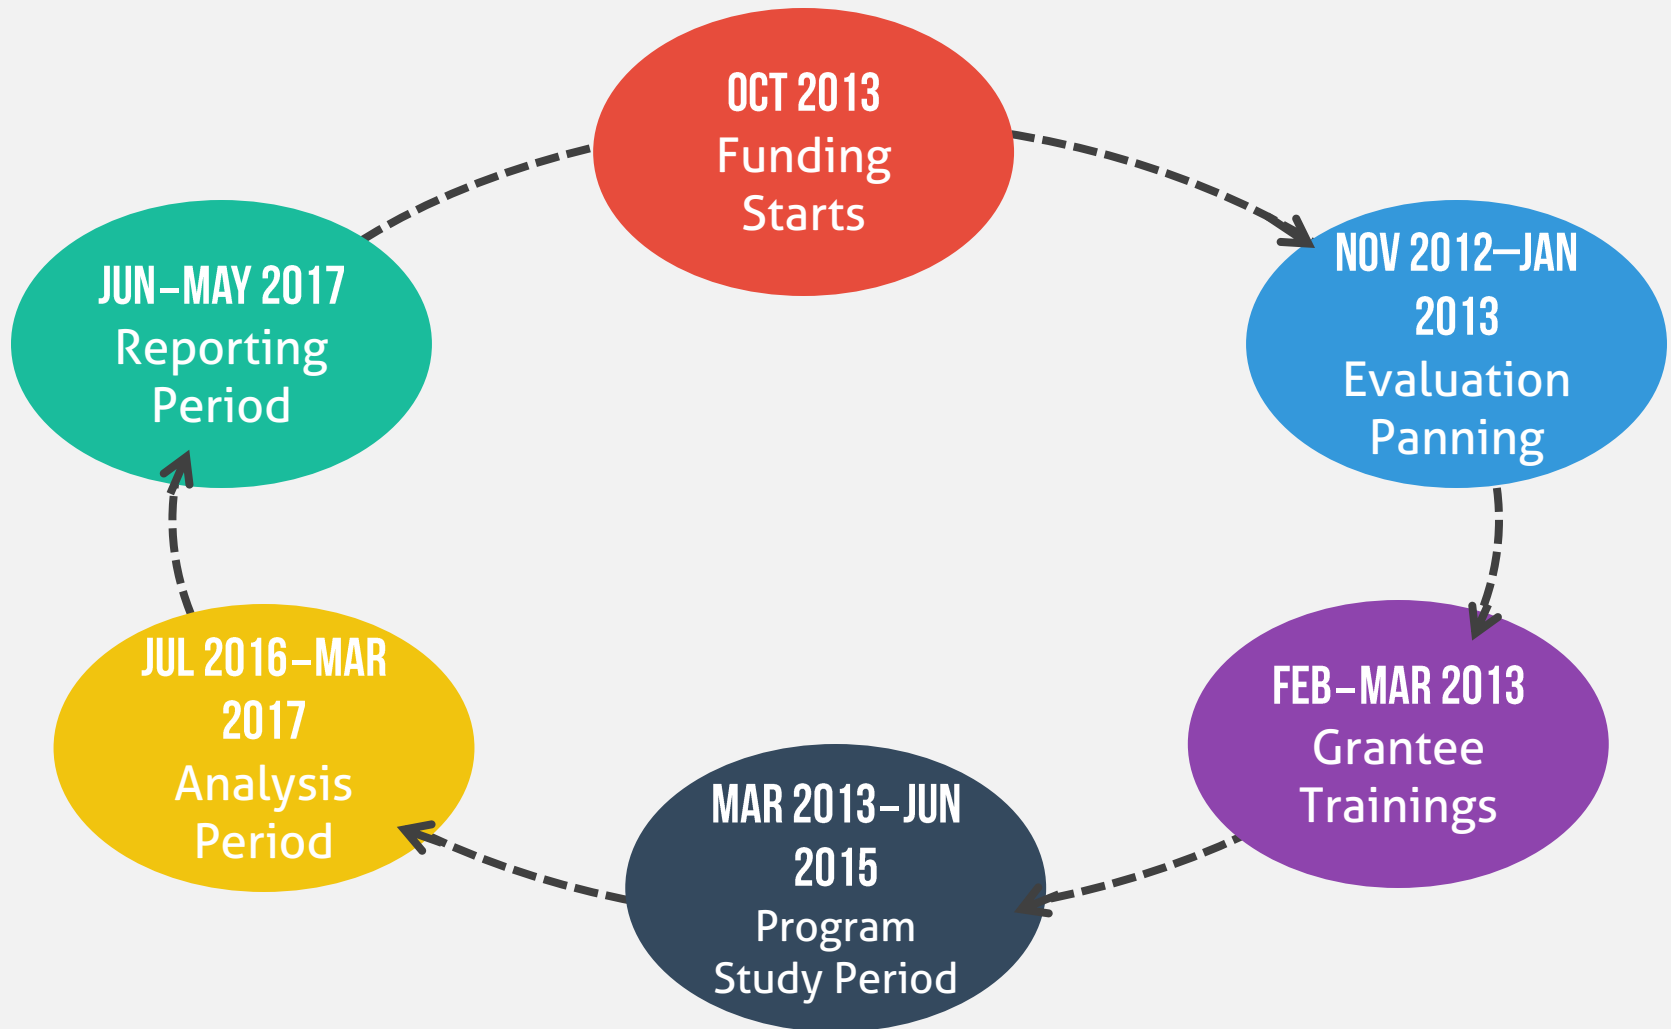 OCT 2013
Funding
Starts
NOV 2012–JAN
2013
Evaluation
Panning
FEB–MAR 2013
Grantee
Trainings
MAR 2013–JUN
2015
Program
Study Period
JUL 2016–MAR
2017
Analysis
Period
JUN–MAY 2017
Reporting
Period